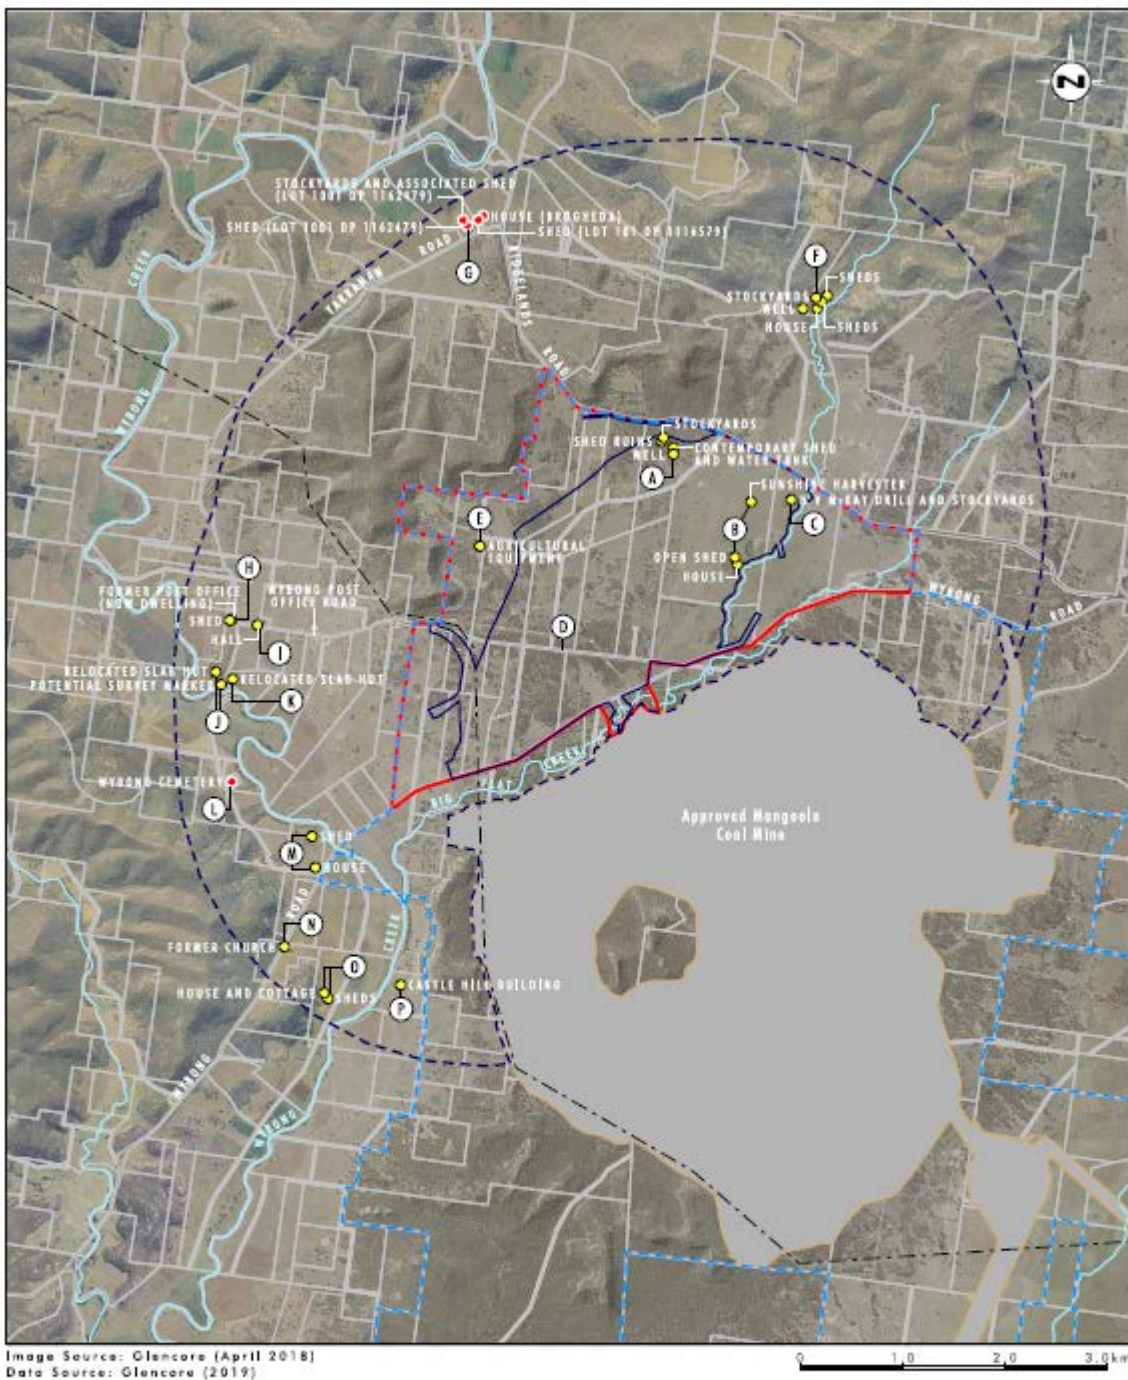 N
STOCKYARDS AND ASSOCIATED SHED
(LOT 1001 DP 1162479)
HOUSE (BROGHEDA)
SHED (LOT 1001 DP 1162479)
SHED (LOT 101 DP 1116579)
YARRAMAN ROAD
G
RIDGELANDS
ROAD
CREEK
WYBONG
F
SHEDS
STOCKYARDS
WELL
HOUSE
SHEDS
STOCKYARDS
SHED RUINS
WELL
CONTEMPORARY SHED
AND WATER TANK
A
SUNSHINE HARVESTER
MCKAY DRILL AND STOCKYARDS
B
C
OPEN SHED
HOUSE
E
AGRICULTURAL
EQUIPMENT
H
FORMER POST OFFICE
(NOW DWELLING)
WYBONG POST
OFFICE ROAD
SHED
HALL
I
D
WYBONG
ROAD
RELOCATED SLAB HUT
POTENTIAL SURVEY MARKER
RELOCATED SLAB HUT
J
K
WYBONG CEMETERY
L
BIG FLAT CREEK
Approved Mangoola
Coal Mine
SHED
M
HOUSE
ROAD
N
CREEK
FORMER CHURCH
O
HOUSE AND COTTAGE
SHEDS
CASTLE HILL BUILDING
P
WYBONG
WYBONG
Image Source: Glencore (April 2018)
Data Source: Glencore (2019)
0 1.0 2.0 3.0km